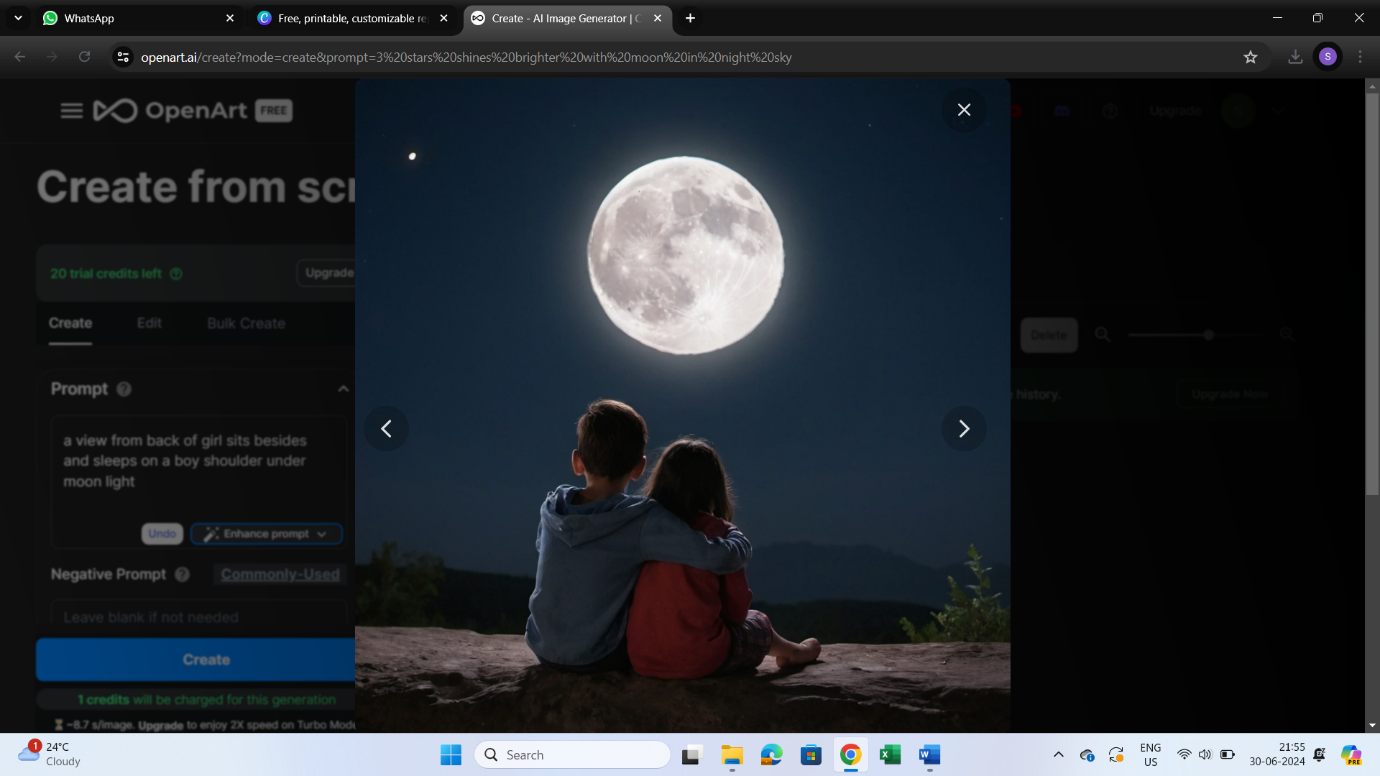 WhatsApp
Free, printable, customizable re
Create - AI Image Generator | C
openart.ai/create?mode=create&prompt=3%20stars%20shines%20brighter%20with%20moon%20in%20night%20sky
S
OpenArt FREE
Upgrade
Create from scr
20 trial credits left
Upgrade
Create Edit Bulk Create
Delete
Prompt
history.
Upgrade Now
a view from back of girl sits besides
and sleeps on a boy shoulder under
moon light
Undo Enhance prompt
Negative Prompt Commonly-Used
Leave blank if not needed
Create
1 credits will be charged for this generation
~8.7 s/image. Upgrade to enjoy 2X speed on Turbo Mode
1
24°C
Cloudy
Search
ENG
US
21:55
30-06-2024
PRE